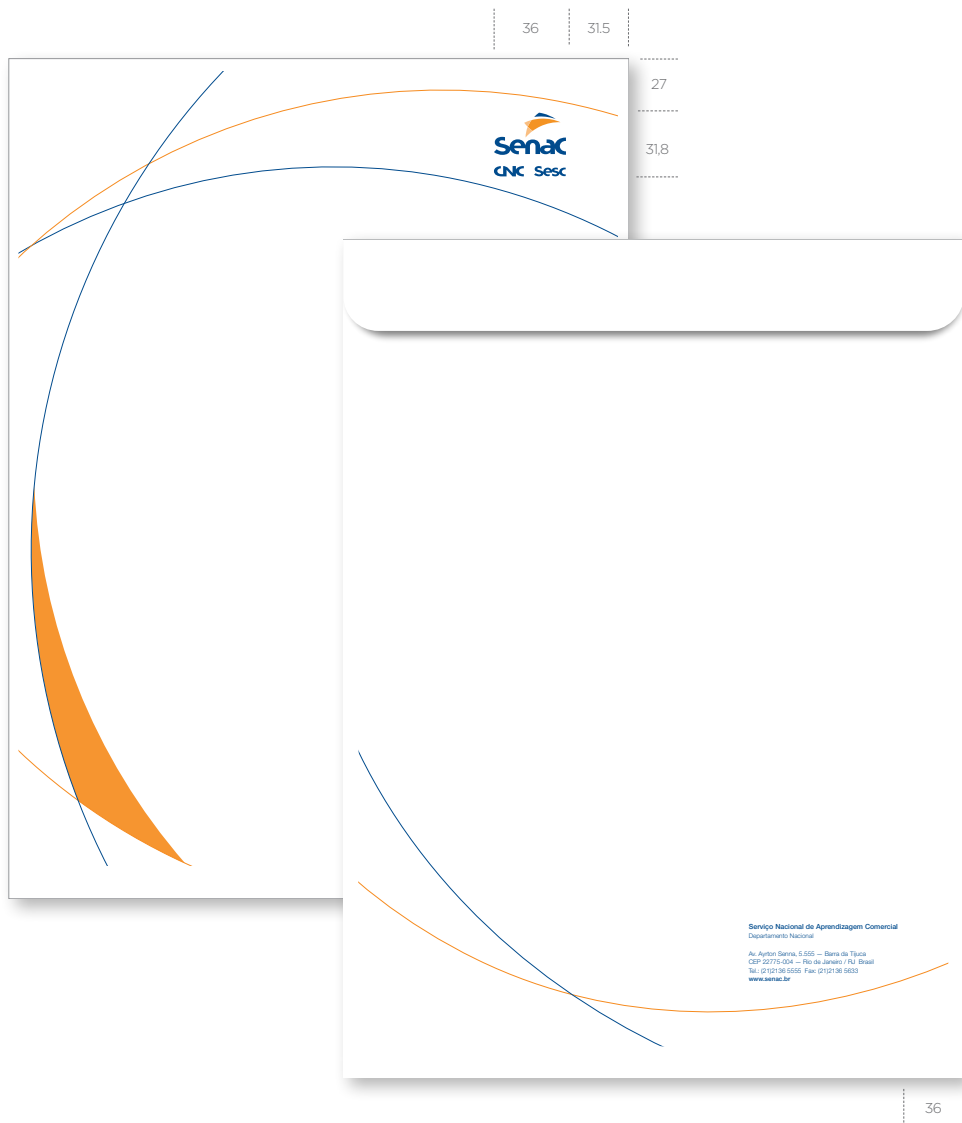 36 31.5
27
31,8
Senac
CNC Sesc
Serviço Nacional de Aprendizagem Comercial
Departamento Nacional
Av. Ayrton Senna, 5.555 — Barra da Tijuca
CEP 22775-004 — Rio de Janeiro / RJ Brasil
Tel.: (21)2136 5555 Fax: (21)2136 5633
www.senac.br
36